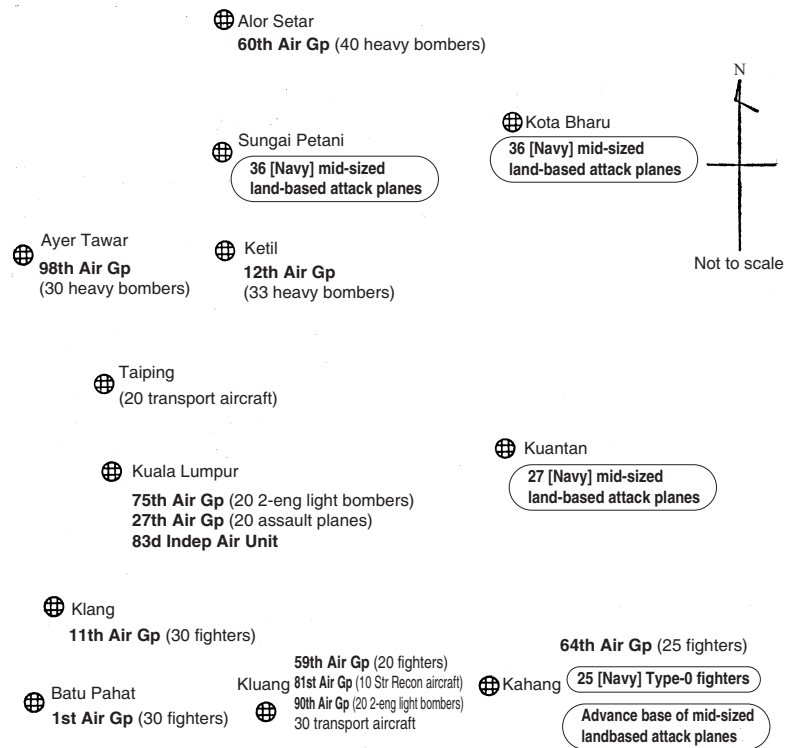 Alor Setar
60th Air Gp (40 heavy bombers)
N
Kota Bharu
36 [Navy] mid-sized
land-based attack planes
Sungai Petani
36 [Navy] mid-sized
land-based attack planes
Ayer Tawar
98th Air Gp
(30 heavy bombers)
Ketil
12th Air Gp
(33 heavy bombers)
Not to scale
Taiping
(20 transport aircraft)
Kuala Lumpur
75th Air Gp (20 2-eng light bombers)
27th Air Gp (20 assault planes)
83d Indep Air Unit
Kuantan
27 [Navy] mid-sized
land-based attack planes
Klang
11th Air Gp (30 fighters)
Batu Pahat
1st Air Gp (30 fighters)
Kluang
59th Air Gp (20 fighters)
81st Air Gp (10 Str Recon aircraft)
90th Air Gp (20 2-eng light bombers)
30 transport aircraft
Kahang
64th Air Gp (25 fighters)
25 [Navy] Type-0 fighters
Advance base of mid-sized
landbased attack planes